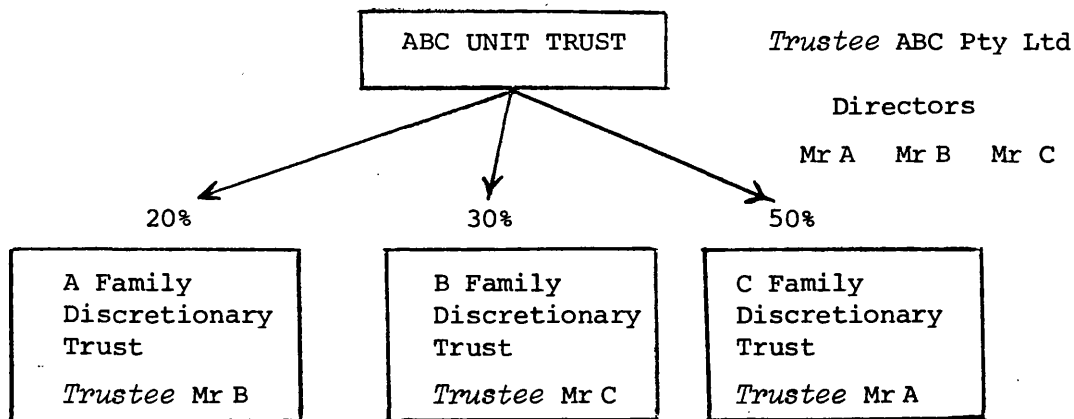 ABC UNIT TRUST
Trustee ABC Pty Ltd
Directors
Mr A Mr B Mr C
20%
30%
50%
A Family
Discretionary
Trust
Trustee Mr B
B Family
Discretionary
Trust
Trustee Mr C
C Family
Discretionary
Trust
Trustee Mr A